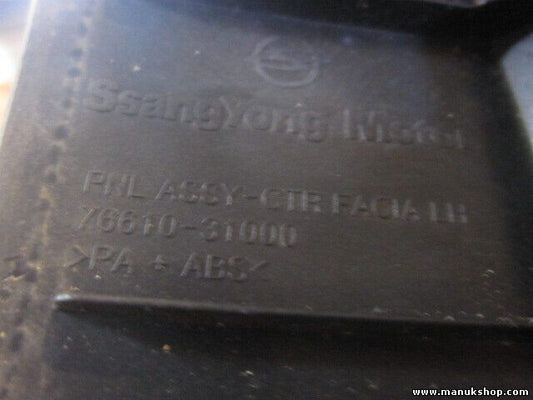 SsangYong Motor
PNL ASSY-CTR FACIA LH
76610-31000
>PA + ABS<
www.manukshop.com